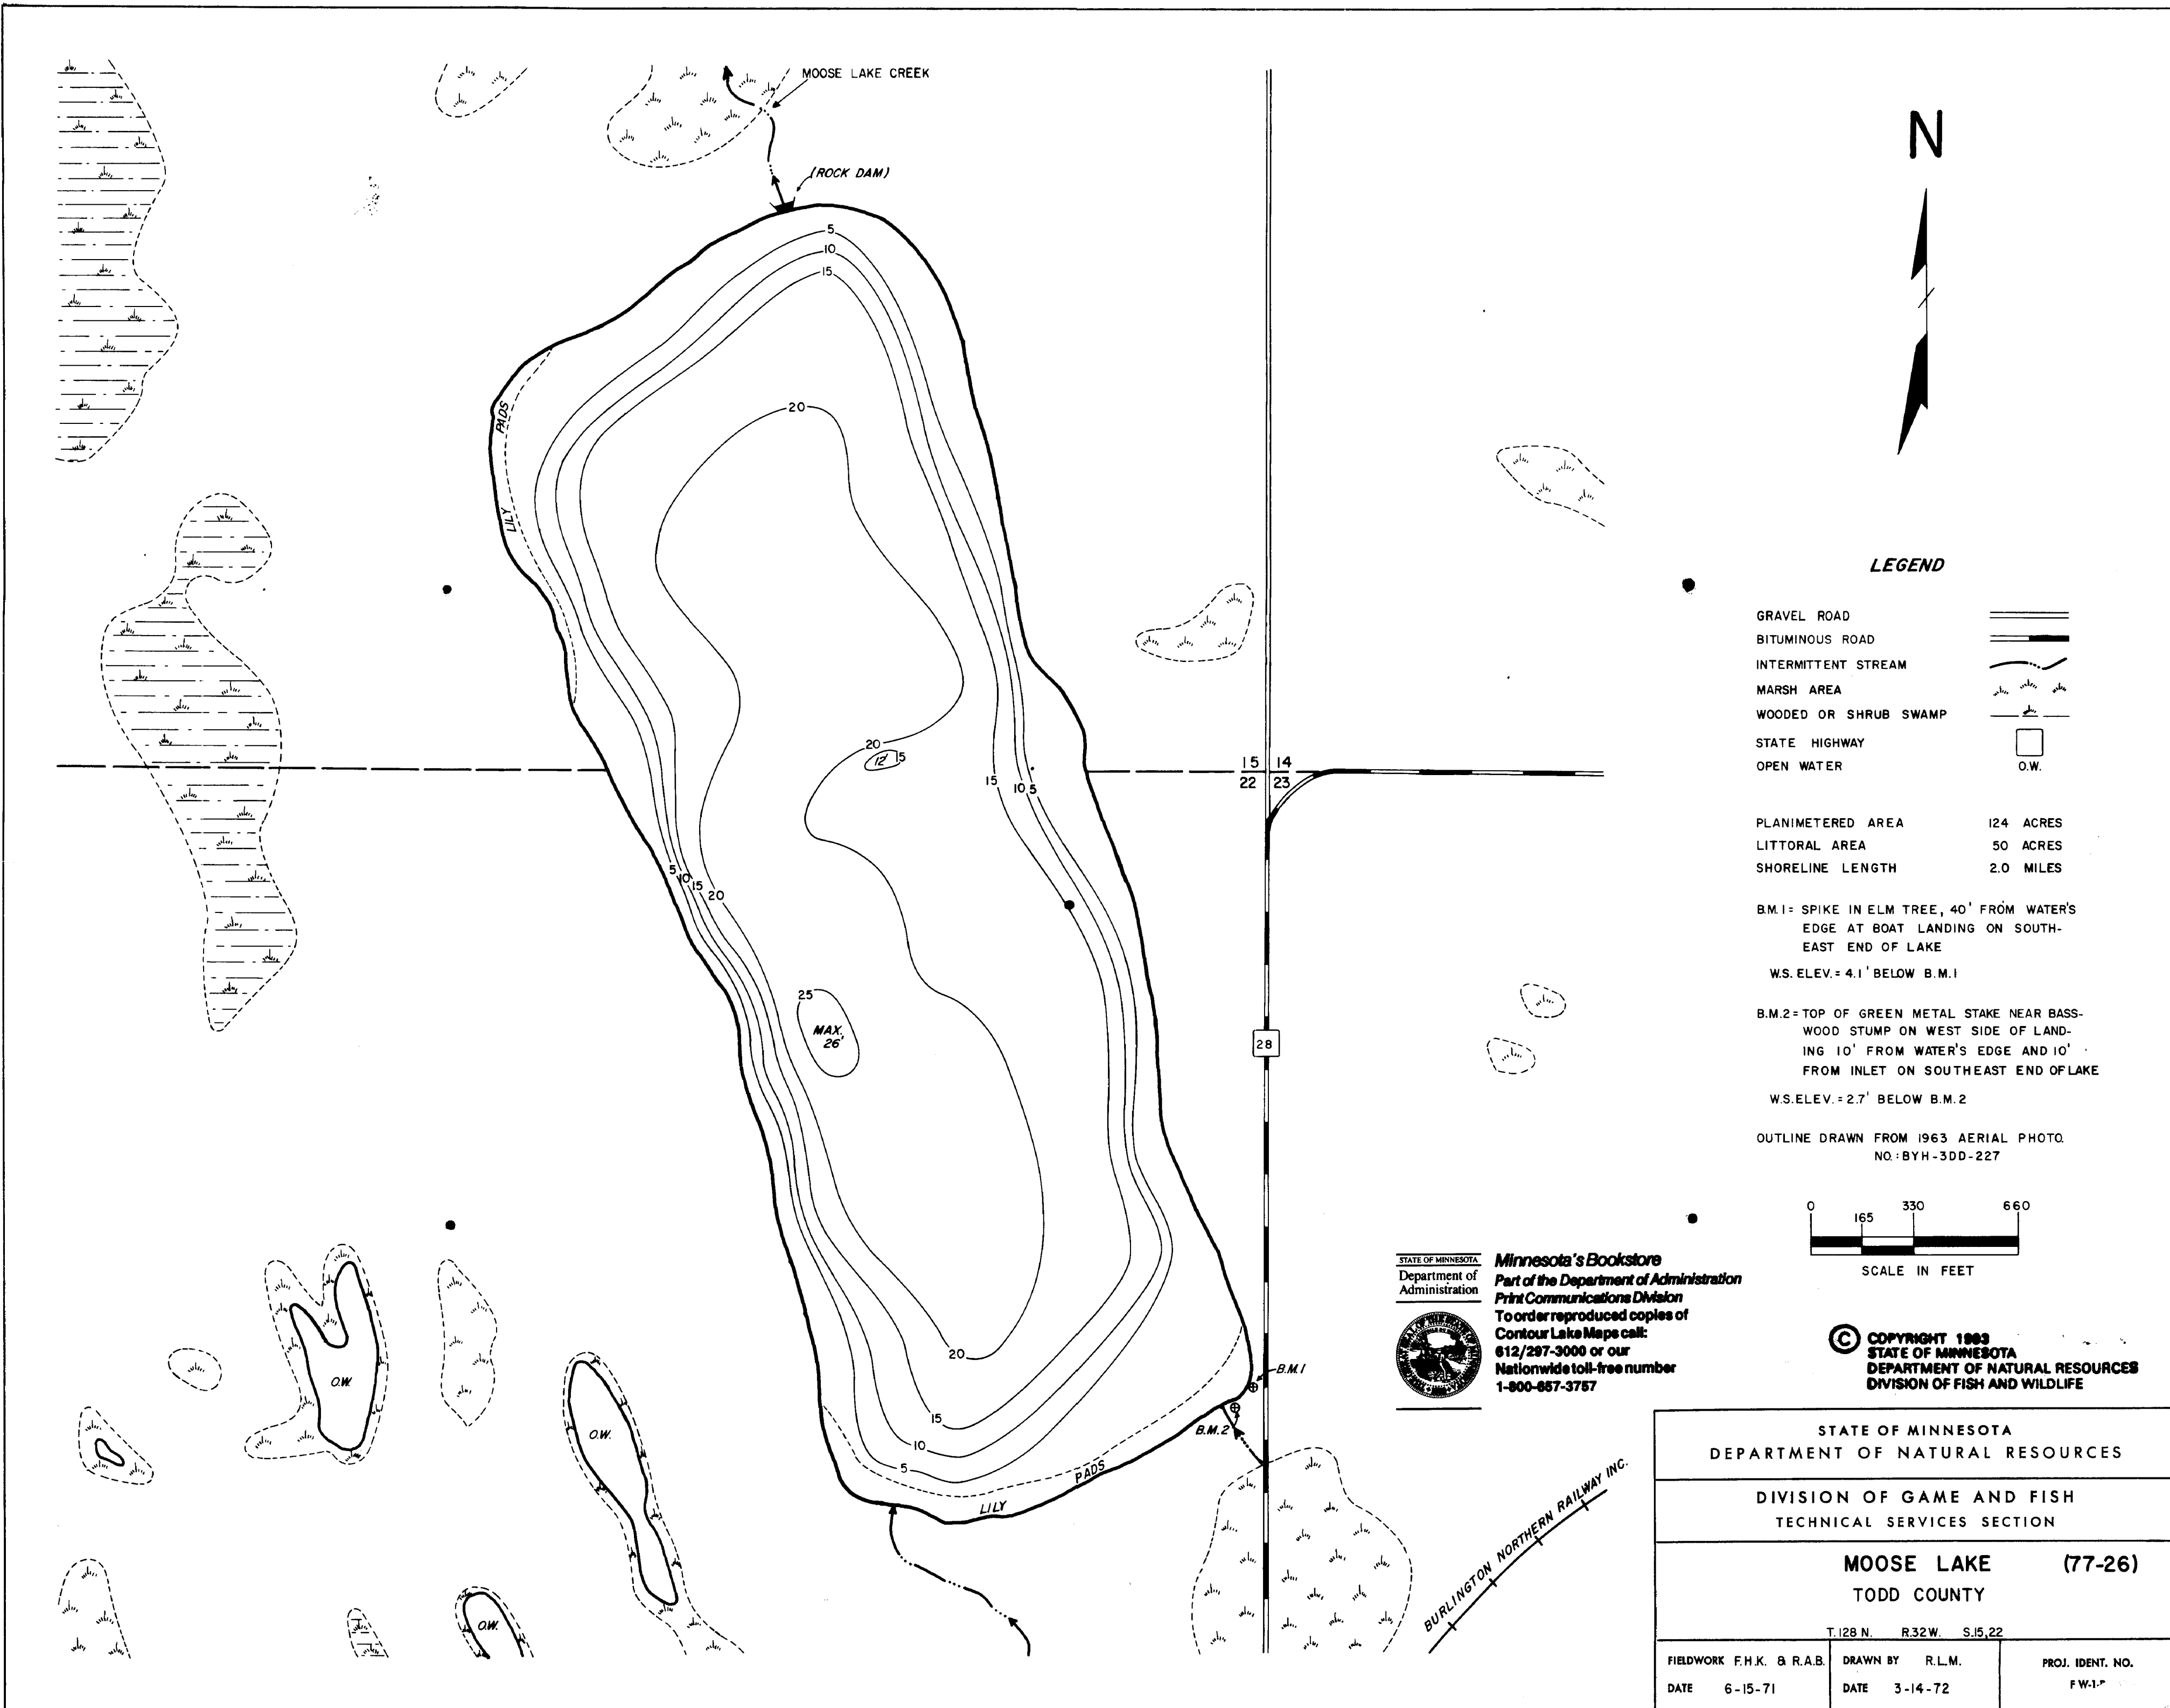 MOOSE LAKE CREEK
(ROCK DAM)
N
5
10
15
20
LILY PADS
20
12' 15
15 10 5
15 14
22 23
5 10 15 20
25
MAX.
26'
28
20
15
10
5
LILY PADS
B.M.1
B.M.2
O.W.
O.W.
O.W.
BURLINGTON NORTHERN RAILWAY INC.
LEGEND
GRAVEL ROAD
BITUMINOUS ROAD
INTERMITTENT STREAM
MARSH AREA
WOODED OR SHRUB SWAMP
STATE HIGHWAY
OPEN WATER O.W.
PLANIMETERED AREA 124 ACRES
LITTORAL AREA 50 ACRES
SHORELINE LENGTH 2.0 MILES
B.M.1= SPIKE IN ELM TREE, 40' FROM WATER'S
EDGE AT BOAT LANDING ON SOUTH-
EAST END OF LAKE
W.S. ELEV. = 4.1' BELOW B.M.1
B.M.2= TOP OF GREEN METAL STAKE NEAR BASS-
WOOD STUMP ON WEST SIDE OF LAND-
ING 10' FROM WATER'S EDGE AND 10'
FROM INLET ON SOUTHEAST END OF LAKE
W.S. ELEV. = 2.7' BELOW B.M.2
OUTLINE DRAWN FROM 1963 AERIAL PHOTO.
NO.: BYH-3DD-227
0 165 330 660
SCALE IN FEET
STATE OF MINNESOTA
Department of
Administration
Minnesota's Bookstore
Part of the Department of Administration
Print Communications Division
To order reproduced copies of
Contour Lake Maps call:
612/297-3000 or our
Nationwide toll-free number
1-800-657-3757
© COPYRIGHT 1993
STATE OF MINNESOTA
DEPARTMENT OF NATURAL RESOURCES
DIVISION OF FISH AND WILDLIFE
STATE OF MINNESOTA
DEPARTMENT OF NATURAL RESOURCES
DIVISION OF GAME AND FISH
TECHNICAL SERVICES SECTION
MOOSE LAKE (77-26)
TODD COUNTY
T.128 N. R.32W. S.15,22
FIELDWORK F.H.K. & R.A.B.
DATE 6-15-71
DRAWN BY R.L.M.
DATE 3-14-72
PROJ. IDENT. NO.